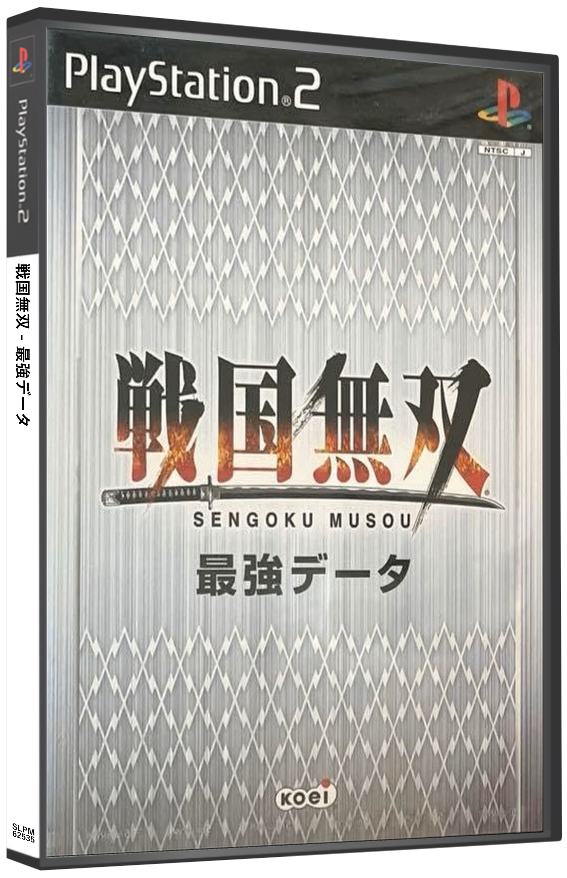 PlayStation®2
NTSC J
戦国無双
SENGOKU MUSOU
最強データ
KOEI
PlayStation®2
戦国無双 - 最強データ
SLPM
62535